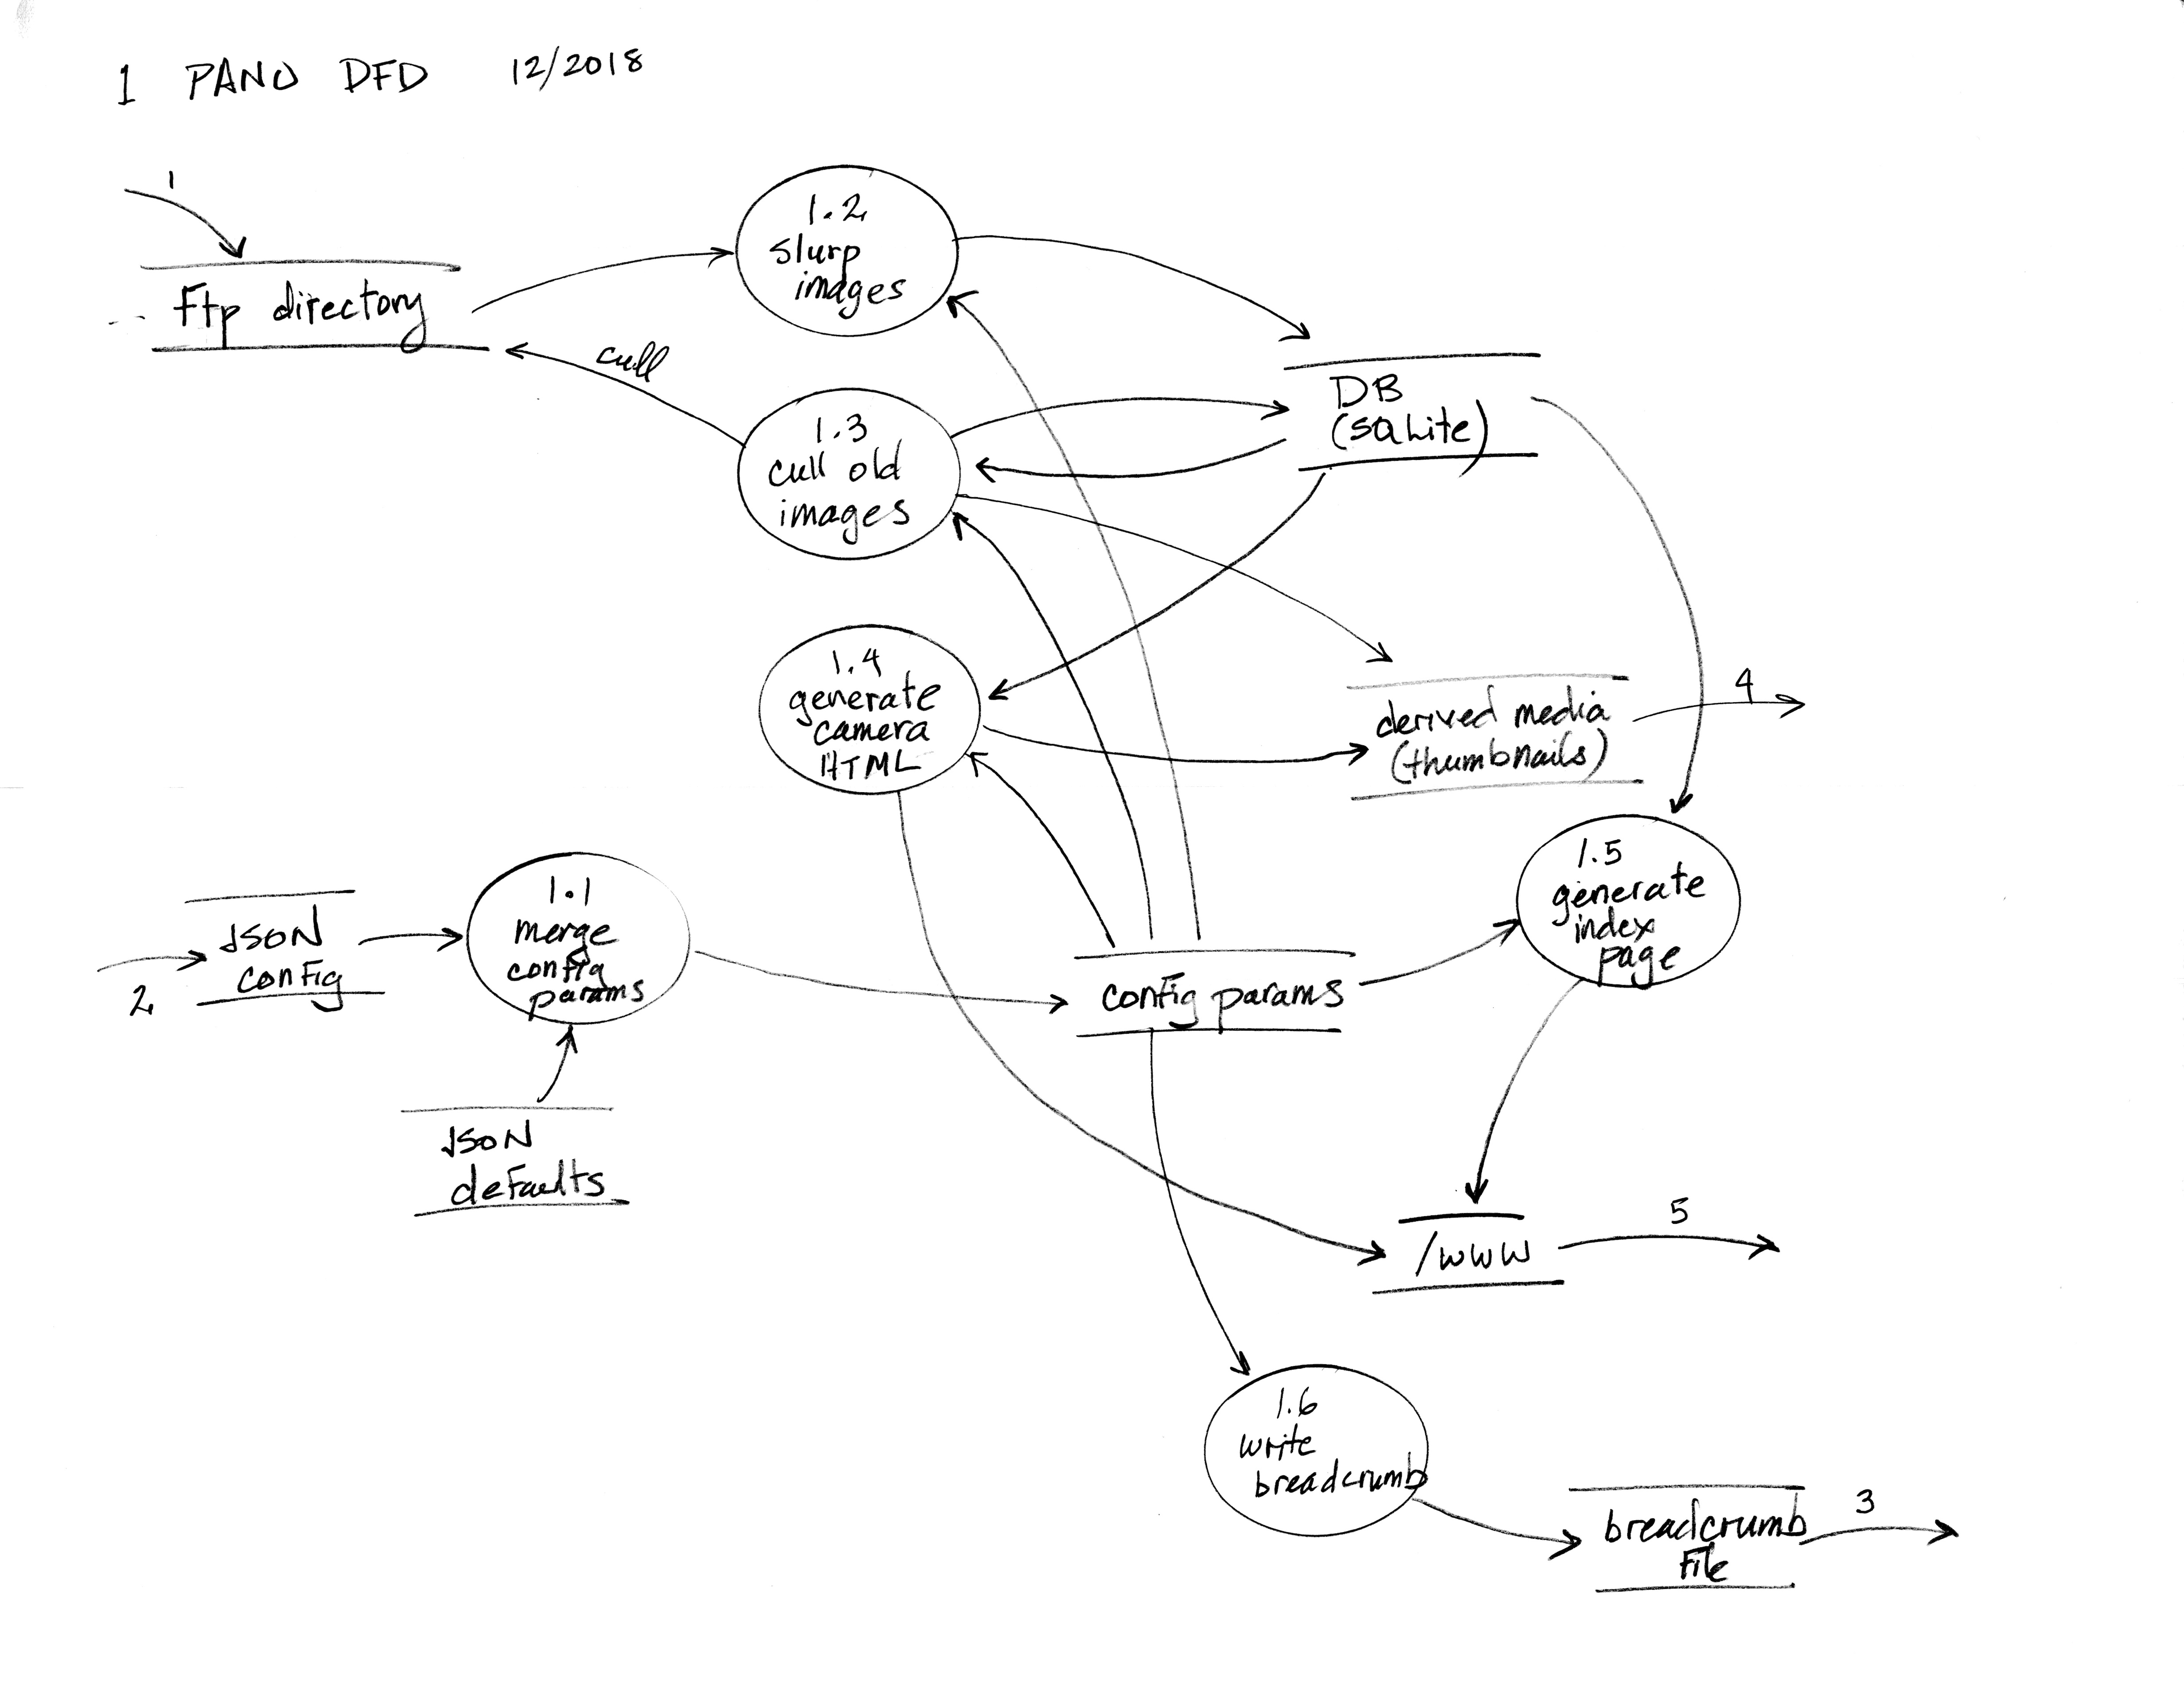 1 PANO DFD 12/2018
1
1.2
slurp
images
ftp directory
cull
DB
(SQLite)
1.3
cull old
images
1.4
generate
camera
HTML
4
derived media
(thumbnails)
1.5
generate
index
page
1.1
merge
config
params
JSON
config
2
config params
JSON
defaults
5
/www
1.6
write
breadcrumb
3
breadcrumb
file